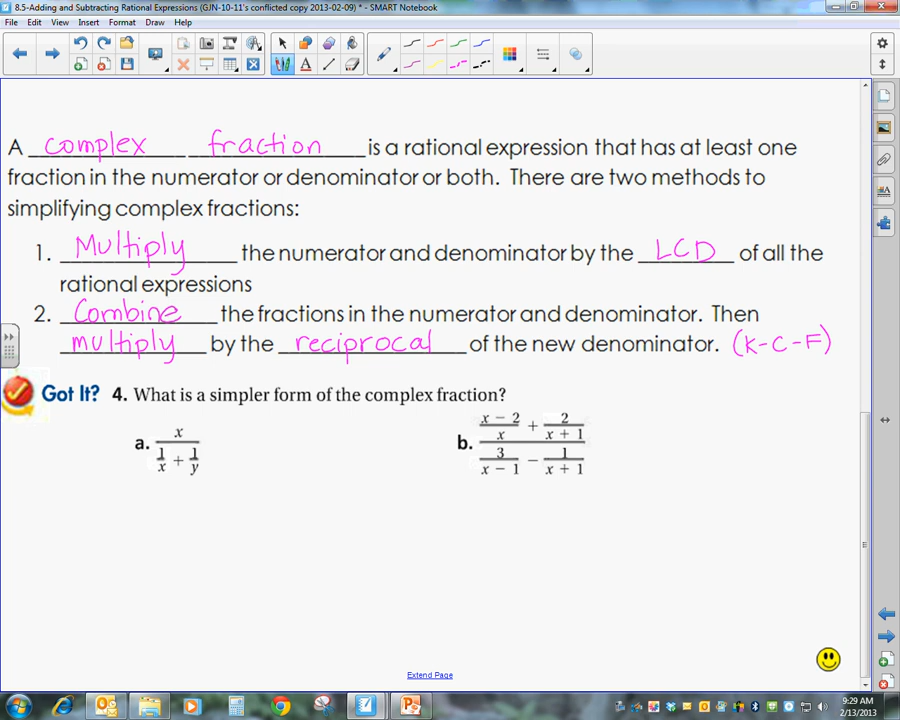 8.5-Adding and Subtracting Rational Expressions (GJN-10-11's conflicted copy 2013-02-09) * - SMART Notebook
File Edit View Insert Format Draw Help
A complex fraction is a rational expression that has at least one
fraction in the numerator or denominator or both. There are two methods to
simplifying complex fractions:
1. Multiply the numerator and denominator by the LCD of all the
rational expressions
2. Combine the fractions in the numerator and denominator. Then
multiply by the reciprocal of the new denominator. (K-C-F)
Got It? 4. What is a simpler form of the complex fraction?
a. x / (1/x + 1/y)
b. ((x − 2)/x + 2/(x + 1)) / (3/(x − 1) − 1/(x + 1))
Extend Page
9:29 AM
2/13/2013